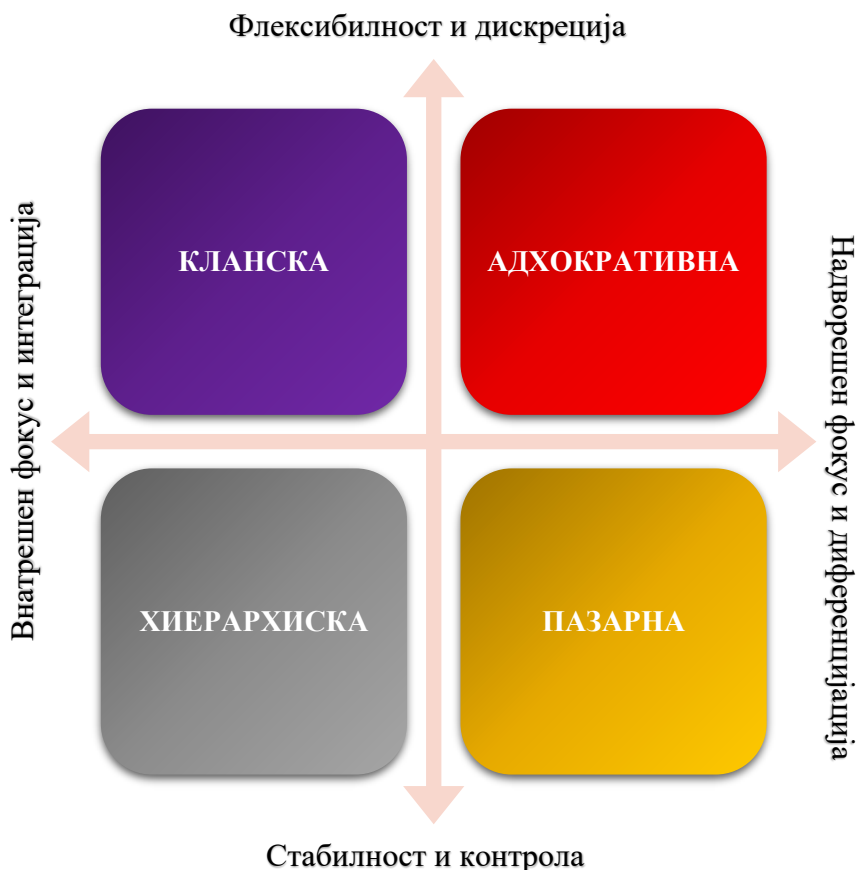 Флексибилност и дискреција
Внатрешен фокус и интеграција
КЛАНСКА
АДХОКРАТИВНА
Надворешен фокус и диференцијација
ХИЕРАРХИСКА
ПАЗАРНА
Стабилност и контрола